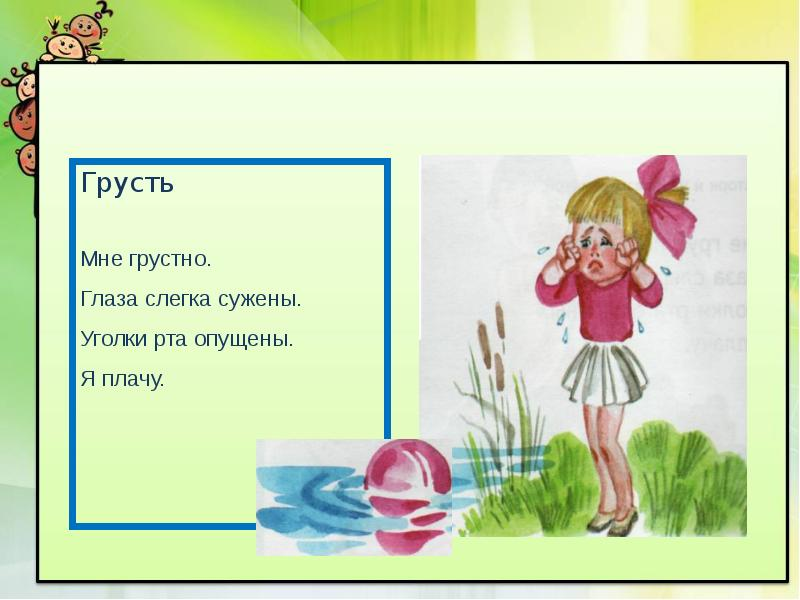 Грусть
Мне грустно.
Глаза слегка сужены.
Уголки рта опущены.
Я плачу.